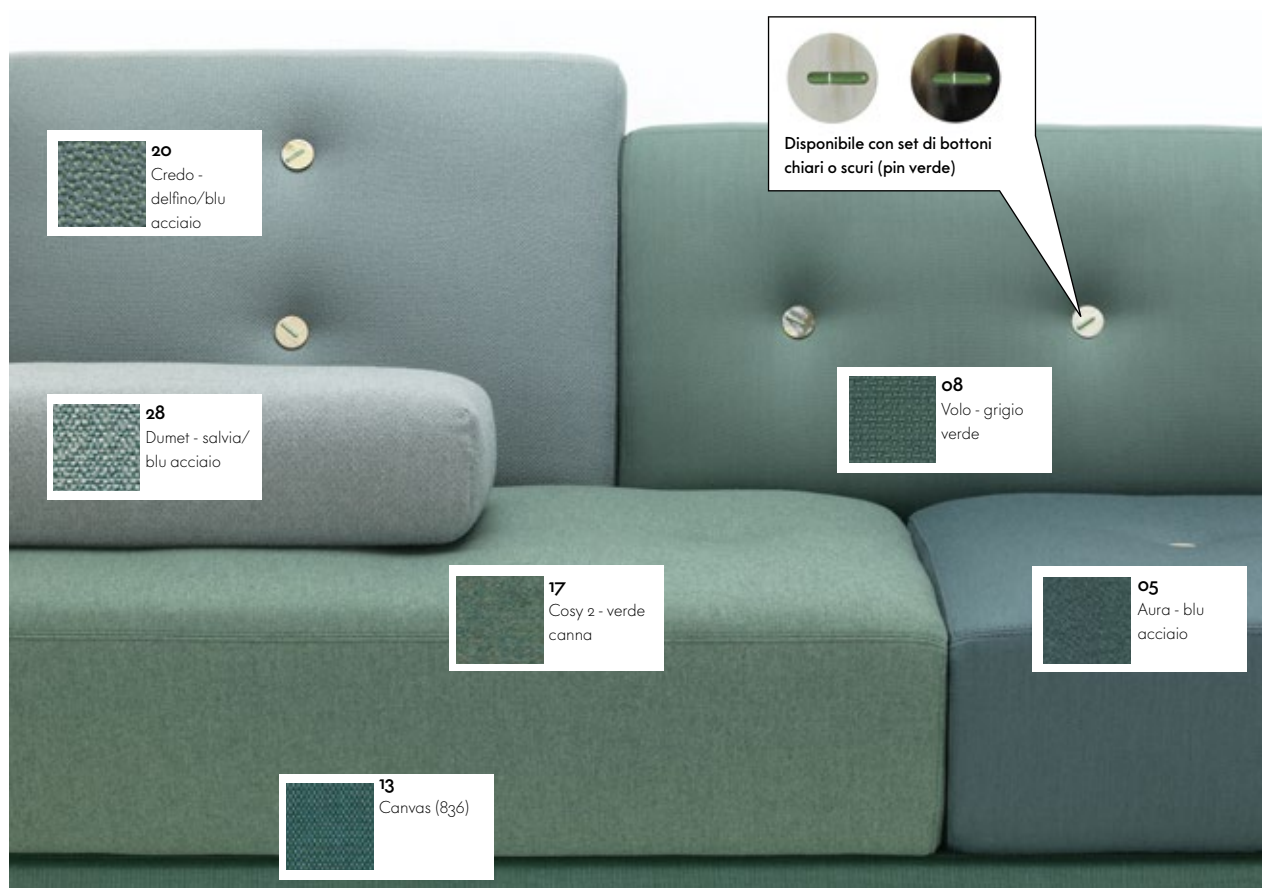 Disponibile con set di bottoni
chiari o scuri (pin verde)
20
Credo -
delfino/blu
acciaio
08
Volo - grigio
verde
28
Dumet - salvia/
blu acciaio
17
Cosy 2 - verde
canna
05
Aura - blu
acciaio
13
Canvas (836)